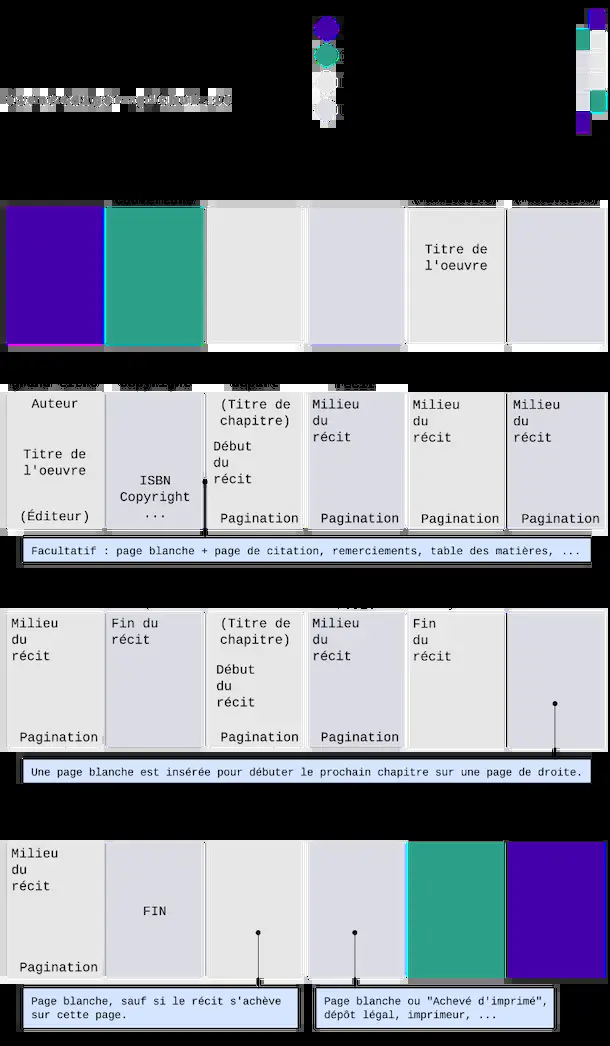 Titre de
l'oeuvre
Auteur
Titre de
l'oeuvre
(Éditeur)
ISBN
Copyright
...
(Titre de
chapitre)
Début
du
récit
Pagination
Milieu
du
récit
Pagination
Milieu
du
récit
Pagination
Milieu
du
récit
Pagination
Facultatif : page blanche + page de citation, remerciements, table des matières, ...
Milieu
du
récit
Pagination
Fin du
récit
(Titre de
chapitre)
Début
du
récit
Pagination
Milieu
du
récit
Pagination
Fin
du
récit
Une page blanche est insérée pour débuter le prochain chapitre sur une page de droite.
Milieu
du
récit
Pagination
FIN
Page blanche, sauf si le récit s'achève
sur cette page.
Page blanche ou "Achevé d'imprimé",
dépôt légal, imprimeur, ...